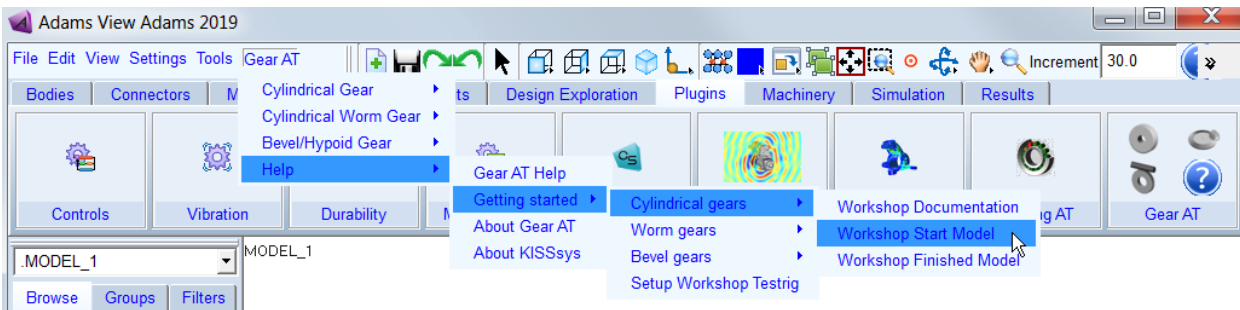 Adams View Adams 2019
File Edit View Settings Tools Gear AT Increment 30.0
Bodies Connectors M ts Design Exploration Plugins Machinery Simulation Results
Cylindrical Gear
Cylindrical Worm Gear
Bevel/Hypoid Gear
Help
Gear AT Help
Getting started
About Gear AT
About KISSsys
Cylindrical gears
Worm gears
Bevel gears
Setup Workshop Testrig
Workshop Documentation
Workshop Start Model
Workshop Finished Model
CS
Controls Vibration Durability M g AT Gear AT
.MODEL_1 MODEL_1
Browse Groups Filters